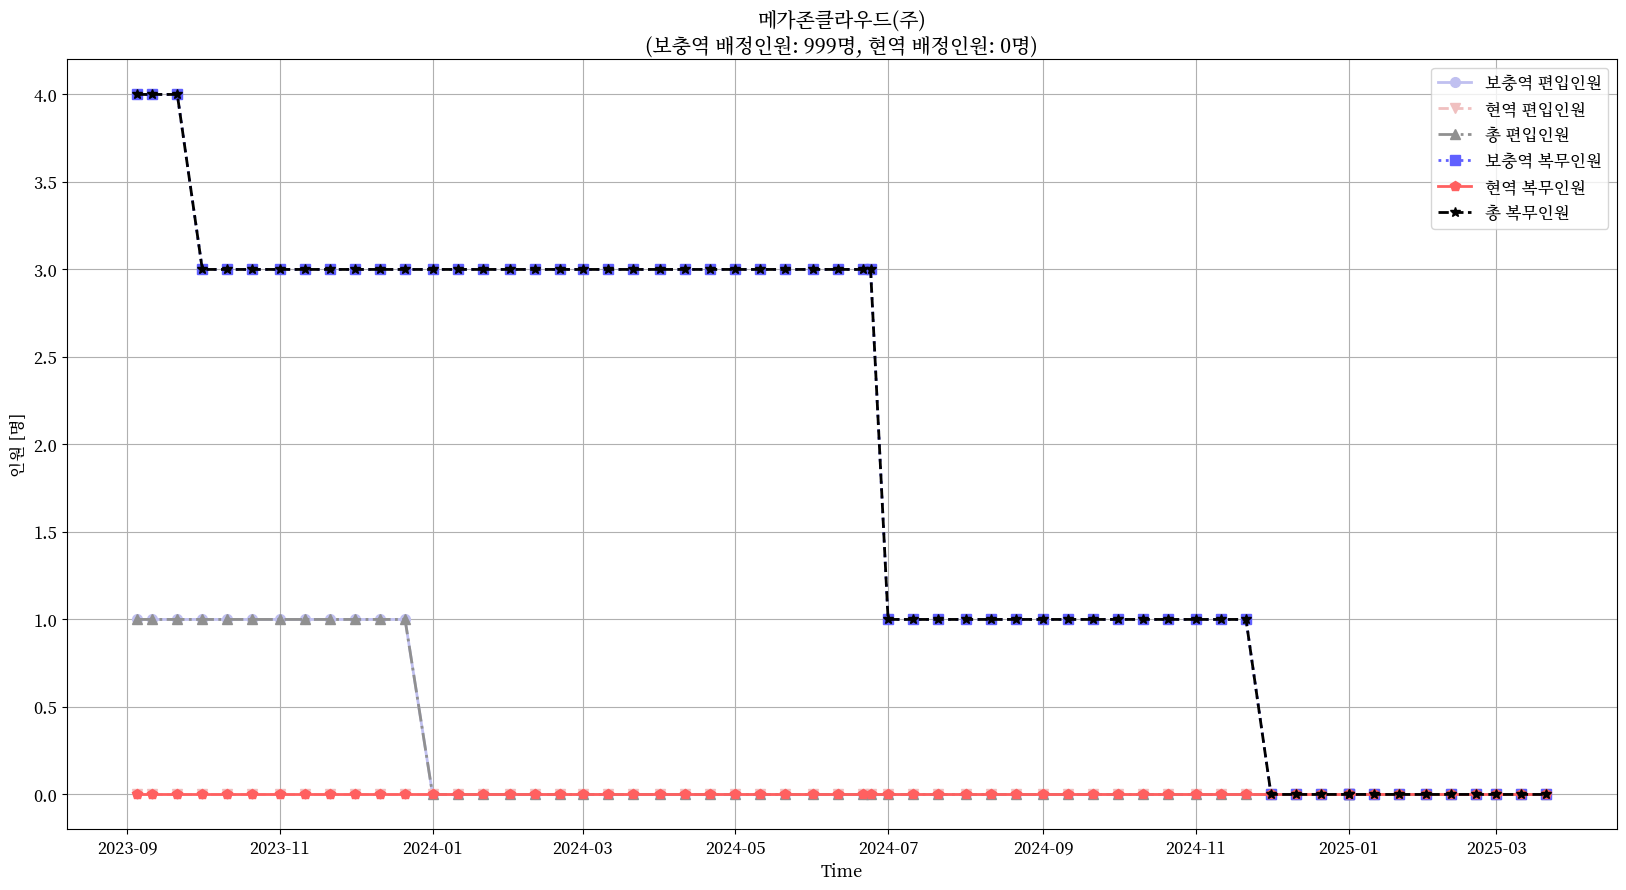 메가존클라우드(주)
(보충역 배정인원: 999명, 현역 배정인원: 0명)
보충역 편입인원
현역 편입인원
총 편입인원
보충역 복무인원
현역 복무인원
총 복무인원
인원 [명]
4.0
3.5
3.0
2.5
2.0
1.5
1.0
0.5
0.0
2023-09
2023-11
2024-01
2024-03
2024-05
2024-07
2024-09
2024-11
2025-01
2025-03
Time